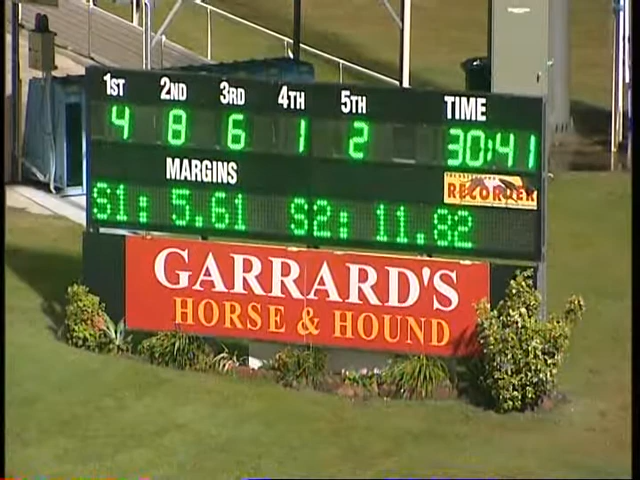 1ST 2ND 3RD 4TH 5TH TIME
4 8 6 1 2 30:41
MARGINS
RECORDER
S1: 5.61 S2: 11.82
GARRARD'S
HORSE & HOUND